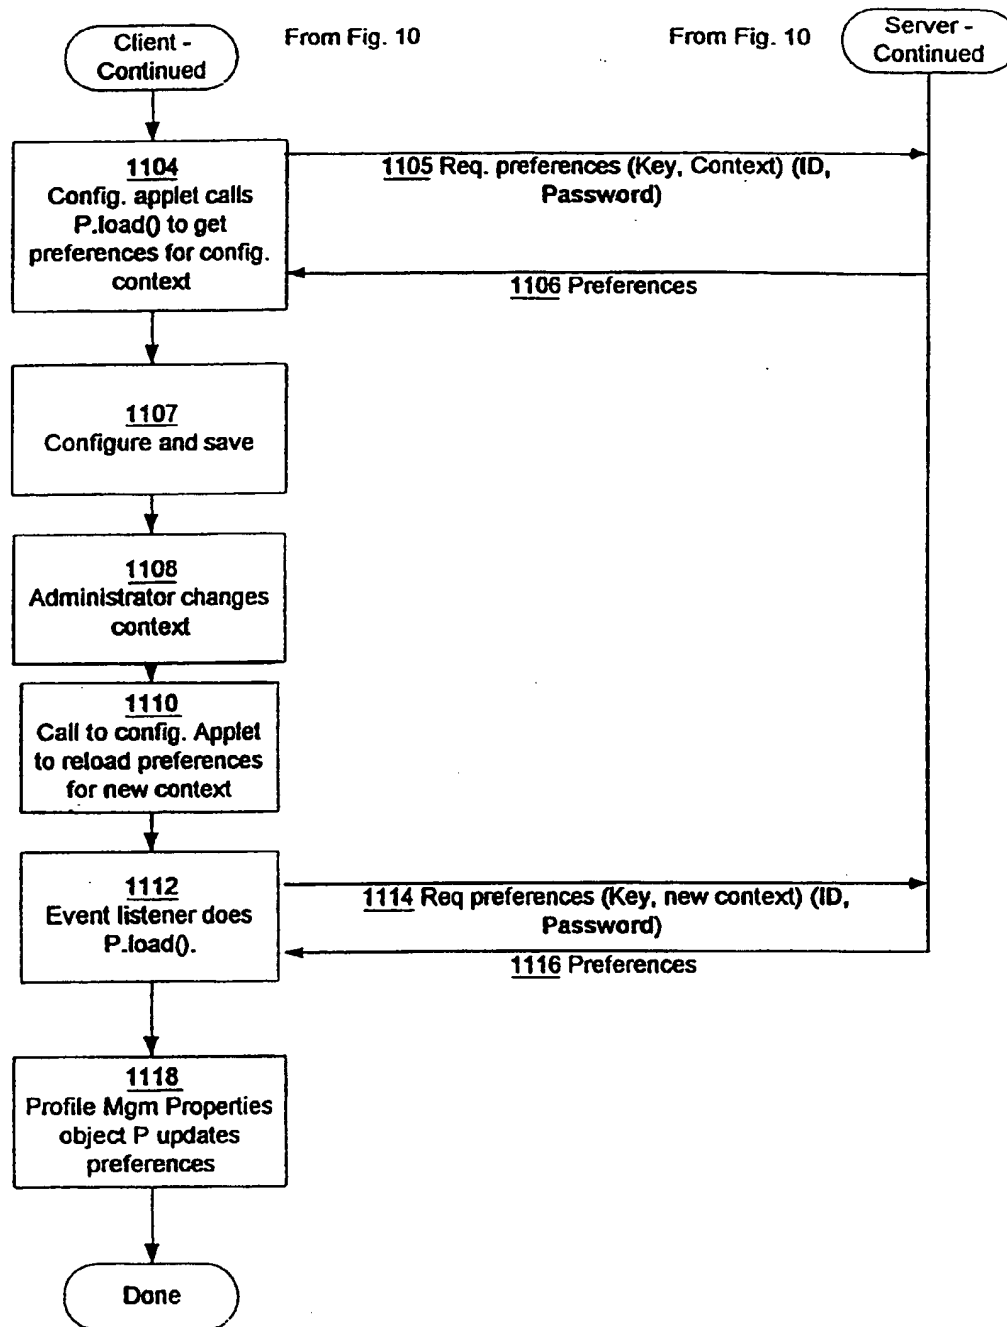 Client -
Continued
From Fig. 10
From Fig. 10
Server -
Continued
1104
Config. applet calls
P.load() to get
preferences for config.
context
1105 Req. preferences (Key, Context) (ID,
Password)
1106 Preferences
1107
Configure and save
1108
Administrator changes
context
1110
Call to config. Applet
to reload preferences
for new context
1112
Event listener does
P.load().
1114 Req preferences (Key, new context) (ID,
Password)
1116 Preferences
1118
Profile Mgm Properties
object P updates
preferences
Done